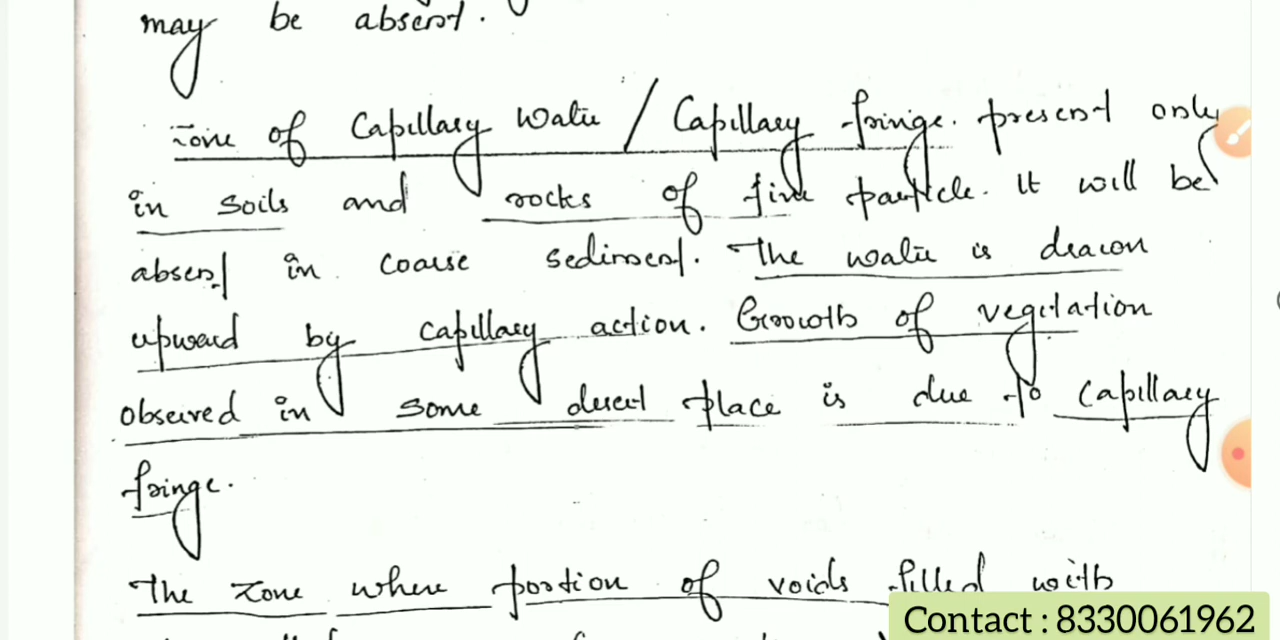 may be absent.
Zone of Capillary Water / Capillary fringe. present only
in soils and rocks of fine particle. It will be
absent in coarse sediment. The water is drawn
upward by capillary action. Growth of vegetation
observed in some desert place is due to Capillary
fringe.
The Zone where portion of voids filled with
Contact : 8330061962